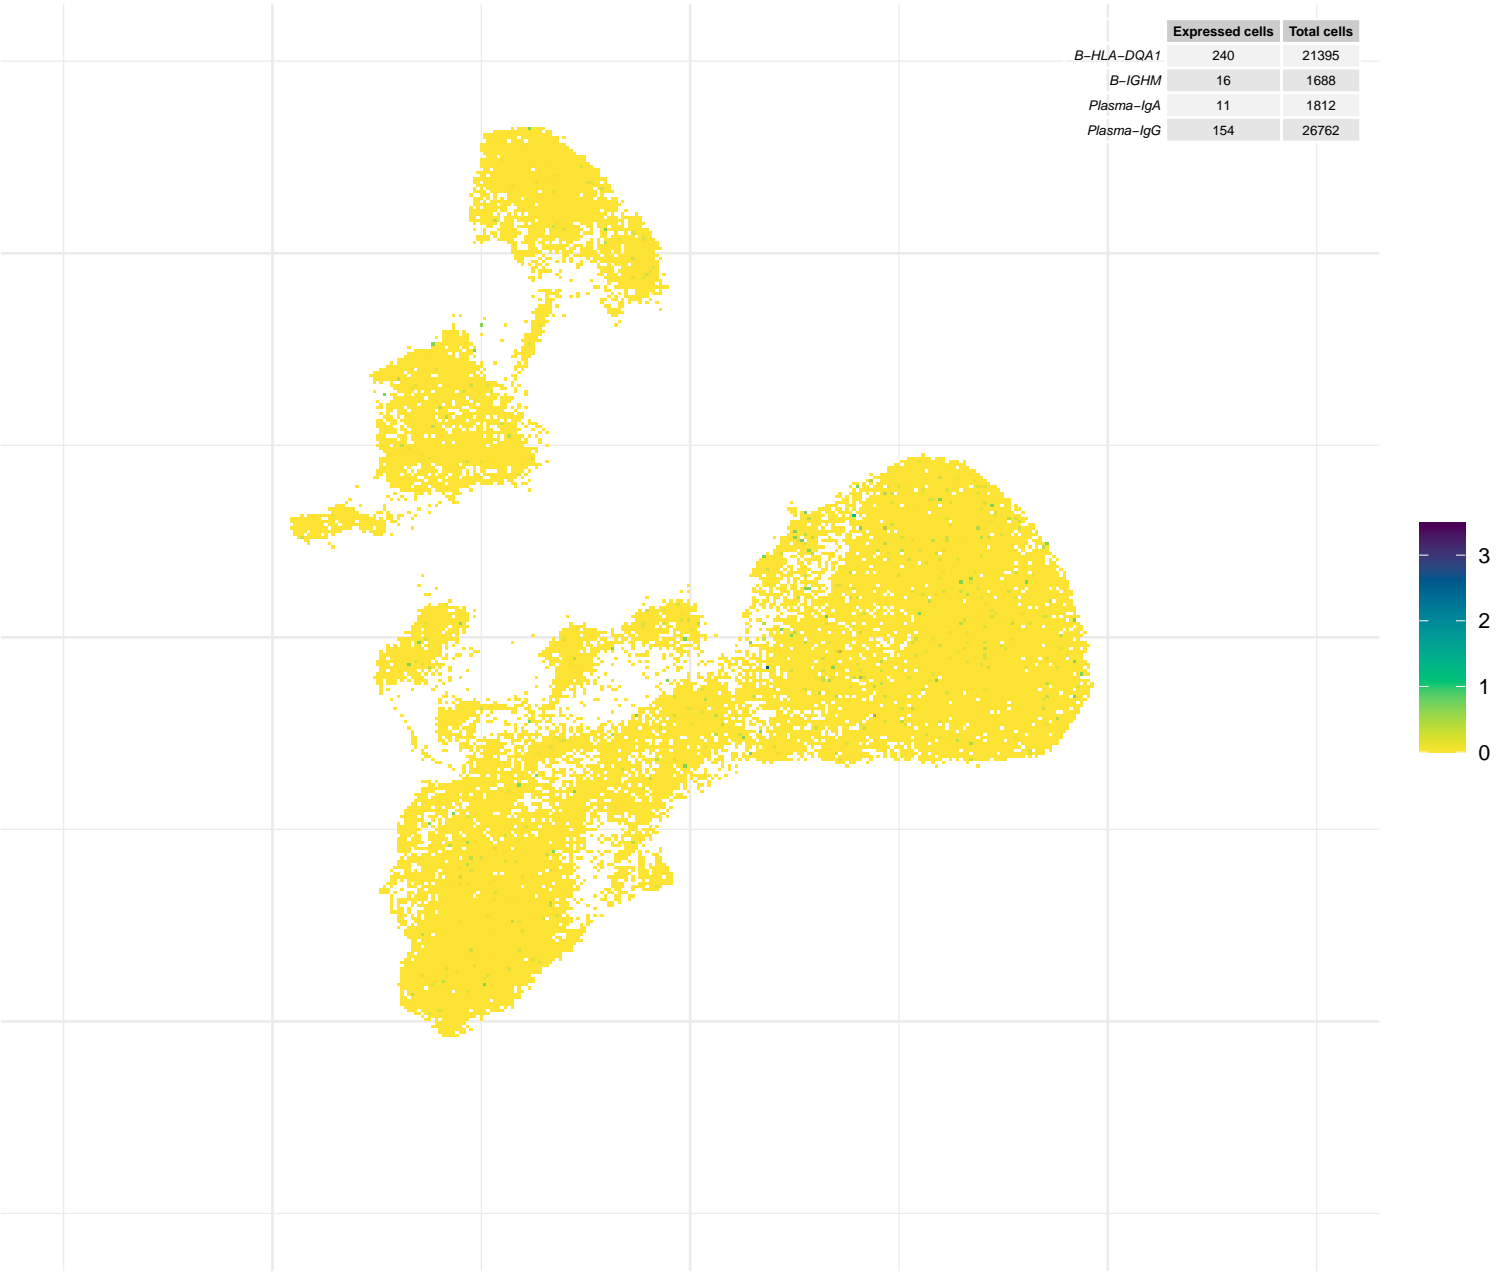 Expressed cells Total cells
B−HLA−DQA1 240 21395
B−IGHM 16 1688
Plasma−IgA 11 1812
Plasma−IgG 154 26762
3
2
1
0